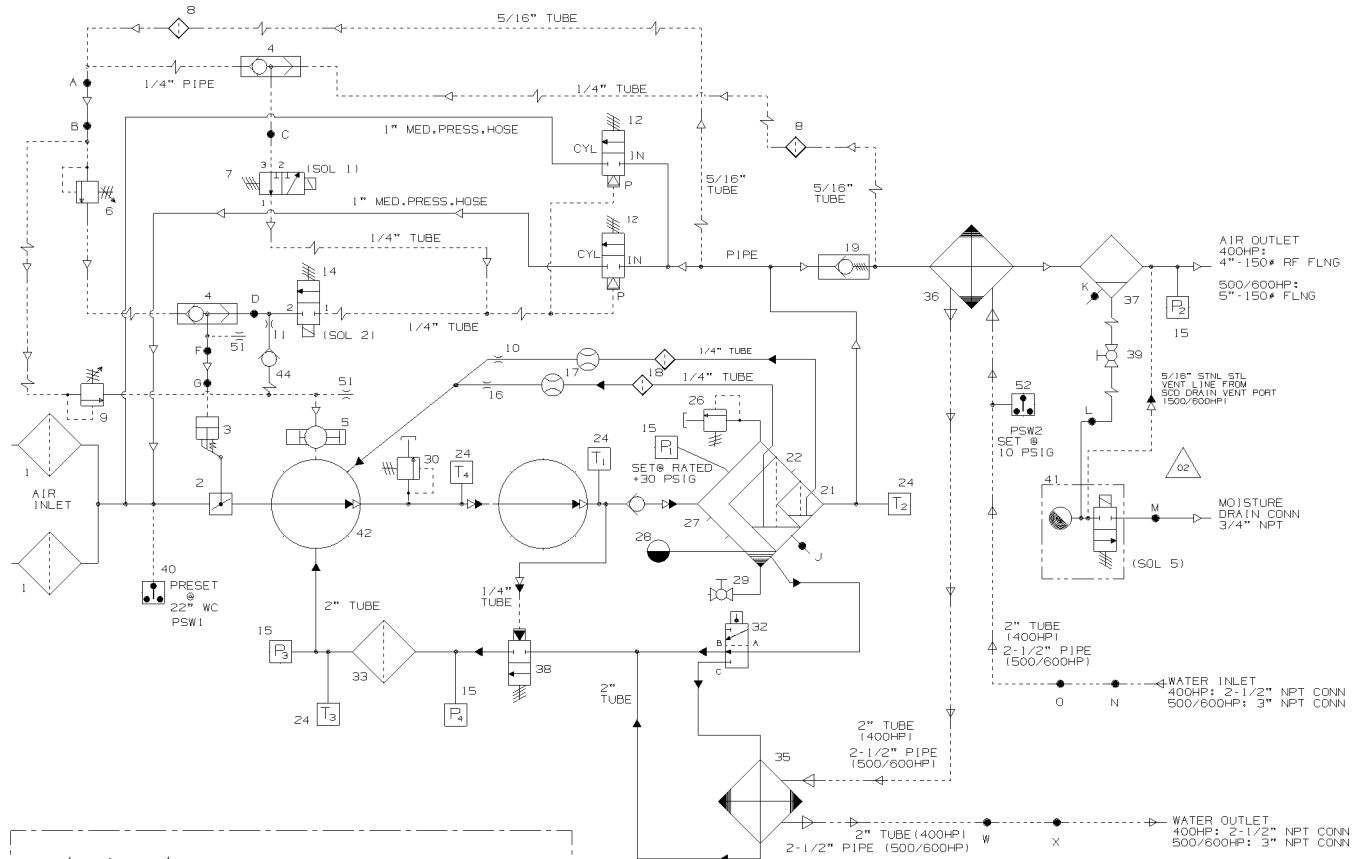 8
5/16" TUBE
4
A
1/4" PIPE
1/4" TUBE
B
C
1" MED.PRESS.HOSE
12
CYL
IN
P
8
7
3 2
(SOL 1)
1
5/16"
TUBE
5/16"
TUBE
6
1" MED.PRESS.HOSE
12
1/4" TUBE
CYL
IN
P
PIPE
19
AIR OUTLET
400HP:
4"-150# RF FLNG
500/600HP:
5"-150# FLNG
14
36
K
37
P2
15
4
D
2
1
(SOL 2)
1/4" TUBE
51
11
F
G
44
10
17
18
1/4" TUBE
1/4" TUBE
39
51
16
26
5/16" STNL STL
VENT LINE FROM
SCD DRAIN VENT PORT
(500/600HP)
9
3
5
15
P1
52
PSW2
SET @
10 PSIG
L
1
30
24
T4
24
T1
SET@ RATED
+30 PSIG
22
21
24
T2
02
AIR
INLET
2
42
27
41
M
MOISTURE
DRAIN CONN
3/4" NPT
28
J
(SOL 5)
1
40
PRESET
@
22" WC
PSW1
2" TUBE
1/4"
TUBE
29
32
B
A
C
15
P3
33
38
2" TUBE
(400HP)
2-1/2" PIPE
(500/600HP)
24
T3
15
P4
2"
TUBE
O
N
WATER INLET
400HP: 2-1/2" NPT CONN
500/600HP: 3" NPT CONN
2" TUBE
(400HP)
2-1/2" PIPE
(500/600HP)
35
2" TUBE(400HP)
2-1/2" PIPE (500/600HP)
W
X
WATER OUTLET
400HP: 2-1/2" NPT CONN
500/600HP: 3" NPT CONN